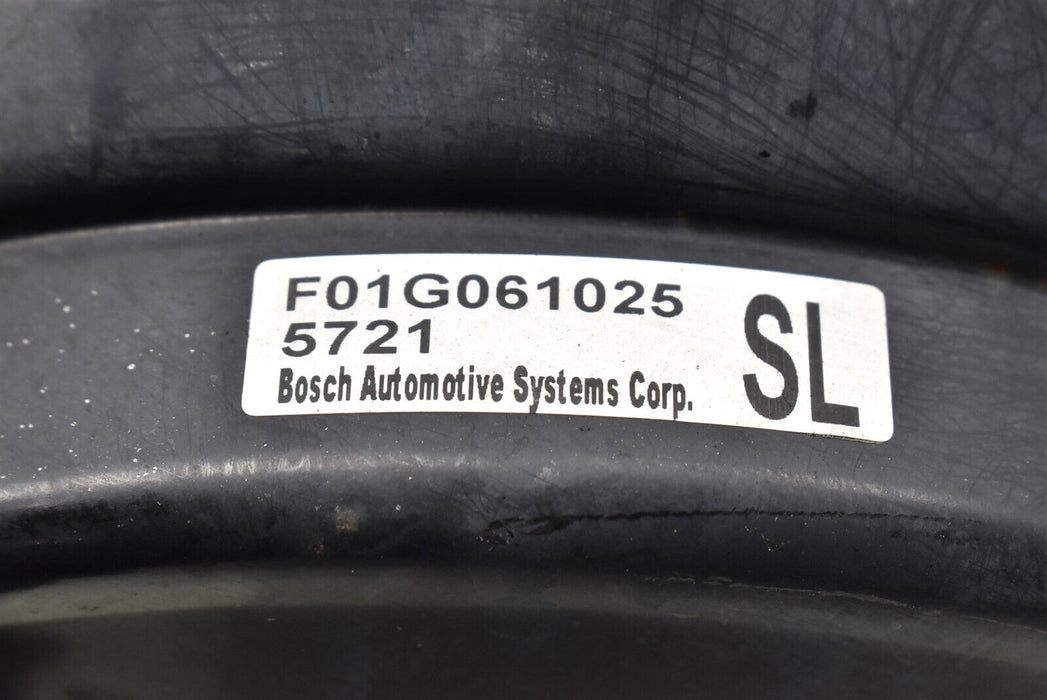 F01G061025
5721
Bosch Automotive Systems Corp.
SL